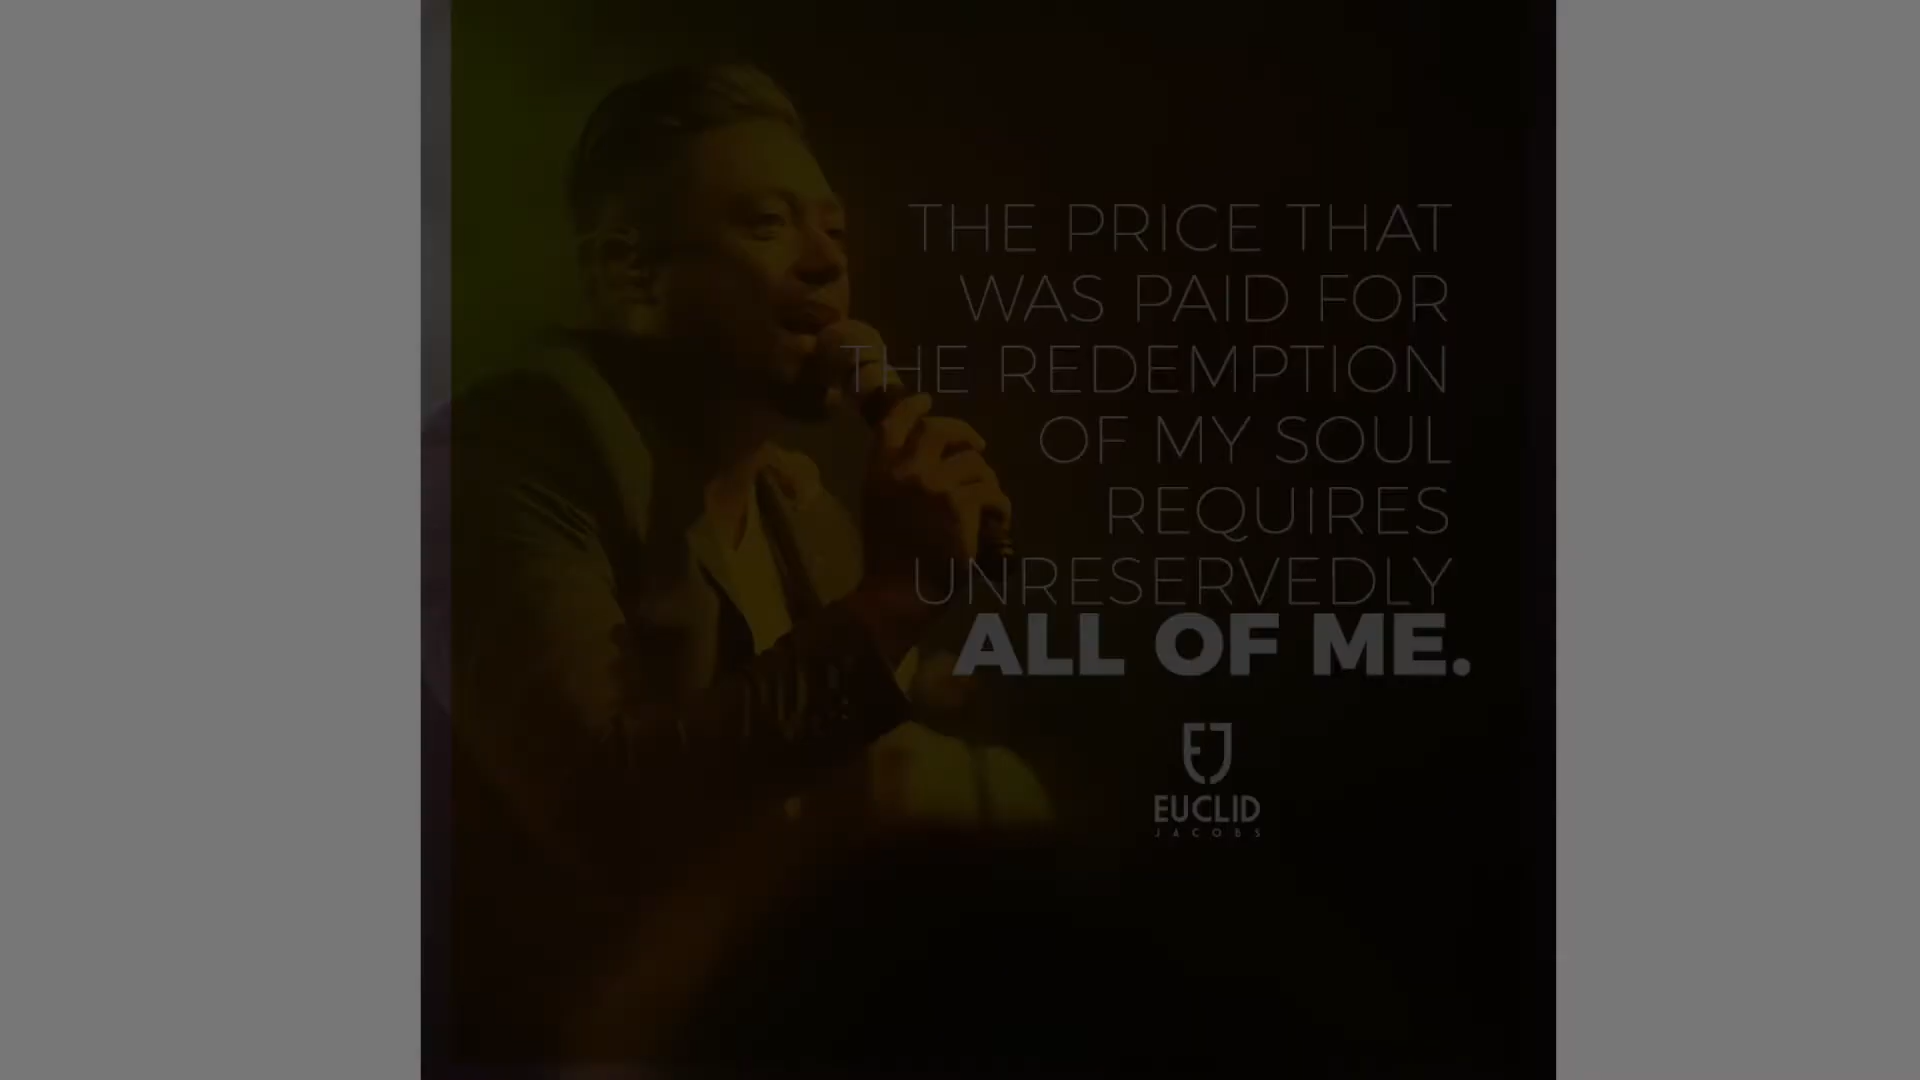 THE PRICE THAT
WAS PAID FOR
THE REDEMPTION
OF MY SOUL
REQUIRES
UNRESERVEDLY
ALL OF ME.
EJ
EUCLID
JACOBS